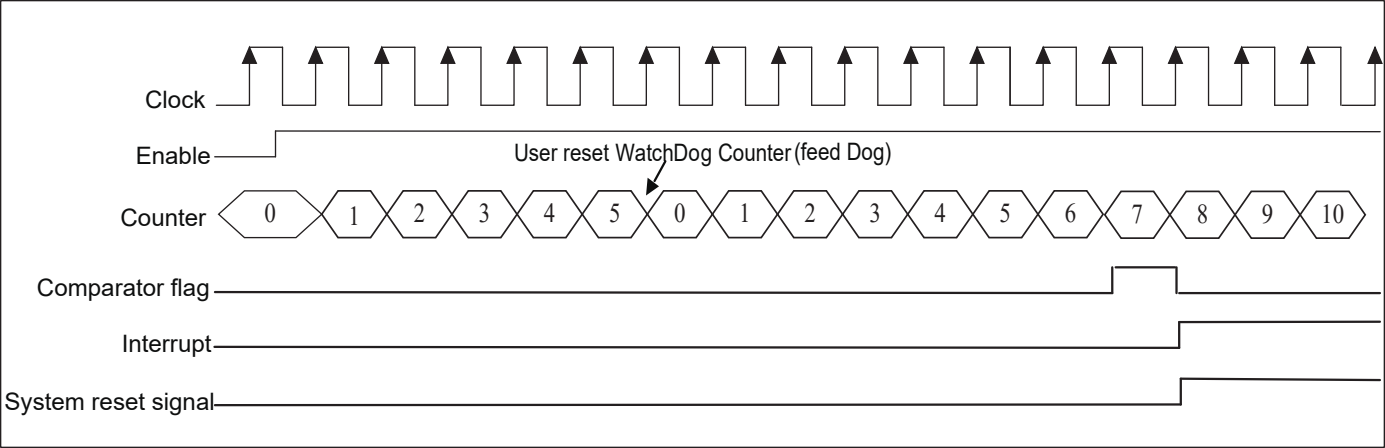 Clock
Enable
User reset WatchDog Counter (feed Dog)
Counter 0 1 2 3 4 5 0 1 2 3 4 5 6 7 8 9 10
Comparator flag
Interrupt
System reset signal